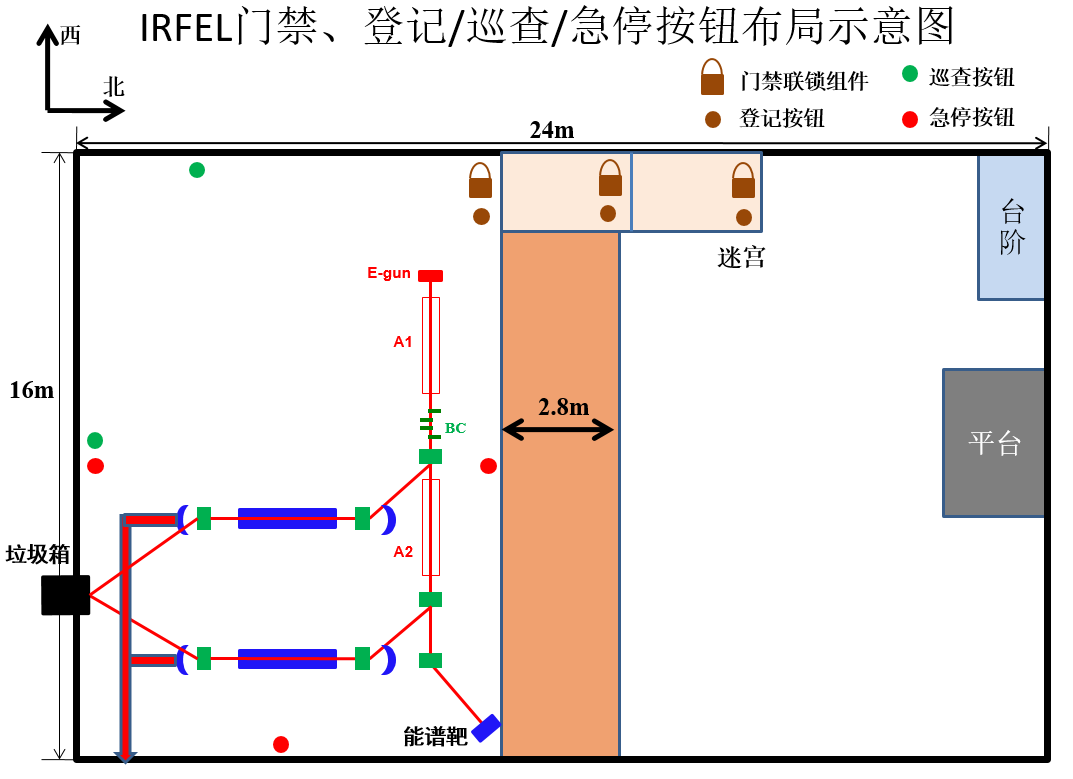 IRFEL门禁、登记/巡查/急停按钮布局示意图
西
北
门禁联锁组件
巡查按钮
登记按钮
急停按钮
24m
台阶
迷宫
E-gun
A1
16m
2.8m
BC
平台
A2
垃圾箱
能谱靶